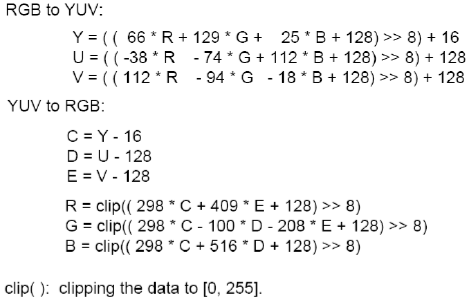 RGB to YUV:
Y = ( ( 66 * R + 129 * G + 25 * B + 128) >> 8) + 16
U = ( ( -38 * R - 74 * G + 112 * B + 128) >> 8) + 128
V = ( ( 112 * R - 94 * G - 18 * B + 128) >> 8) + 128
YUV to RGB:
C = Y - 16
D = U - 128
E = V - 128
R = clip(( 298 * C + 409 * E + 128) >> 8)
G = clip(( 298 * C - 100 * D - 208 * E + 128) >> 8)
B = clip(( 298 * C + 516 * D + 128) >> 8)
clip( ): clipping the data to [0, 255].